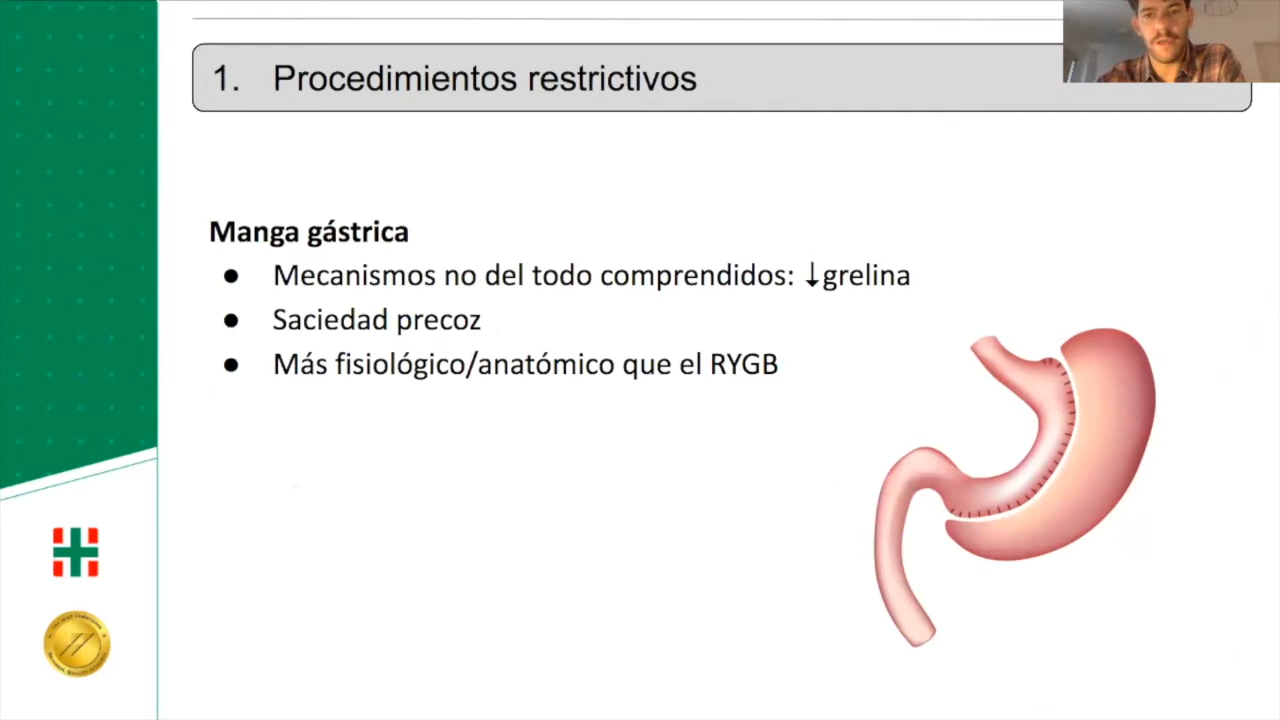 1. Procedimientos restrictivos
Manga gástrica
● Mecanismos no del todo comprendidos: ↓grelina
● Saciedad precoz
● Más fisiológico/anatómico que el RYGB